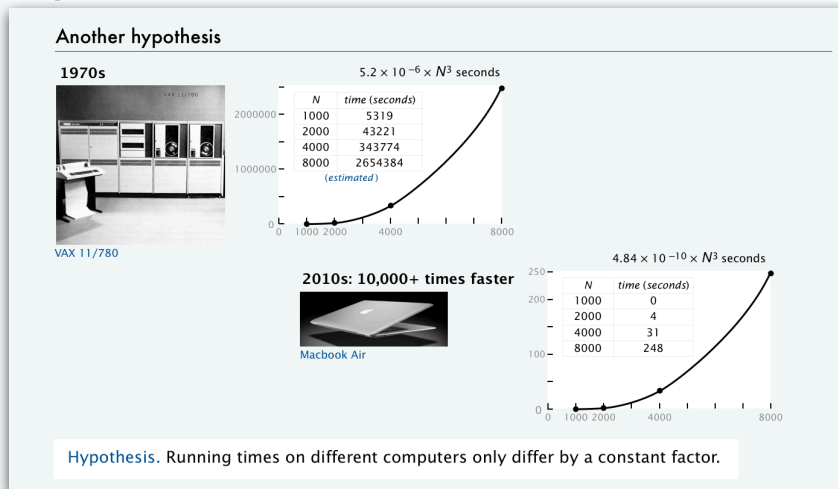 Another hypothesis
1970s
5.2 × 10 −6 × N3 seconds
VAX 11/780
N time (seconds)
1000 5319
2000 43221
4000 343774
8000 2654384
(estimated)
2000000
1000000
0
0 1000 2000 4000 8000
VAX 11/780
4.84 × 10 −10 × N3 seconds
2010s: 10,000+ times faster
Macbook Air
N time (seconds)
1000 0
2000 4
4000 31
8000 248
250
200
100
0
0 1000 2000 4000 8000
Hypothesis. Running times on different computers only differ by a constant factor.